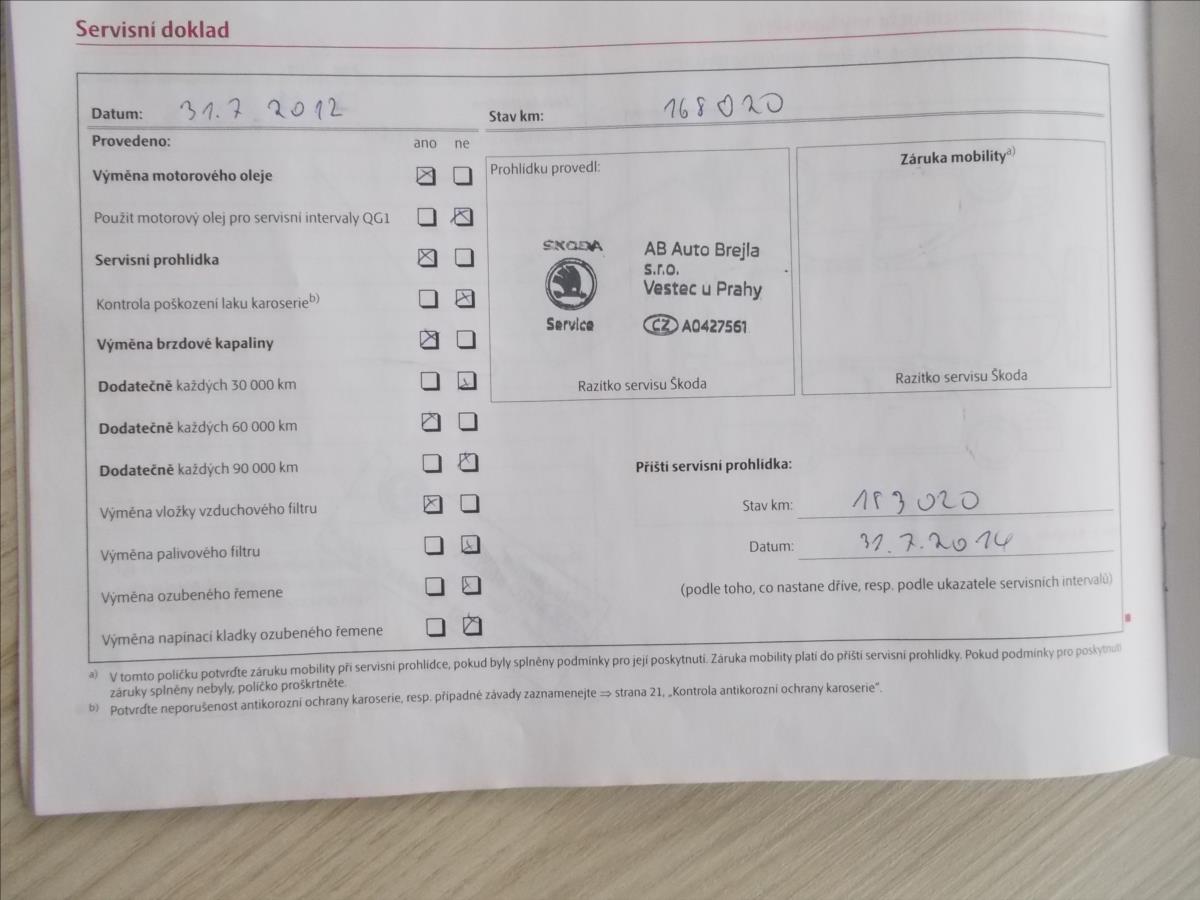 Servisní doklad
Datum: 31.7 2012
Stav km: 168020
Provedeno: ano ne
Výměna motorového oleje
Použit motorový olej pro servisní intervaly QG1
Servisní prohlídka
Kontrola poškození laku karoserie b)
Výměna brzdové kapaliny
Dodatečně každých 30 000 km
Dodatečně každých 60 000 km
Dodatečně každých 90 000 km
Výměna vložky vzduchového filtru
Výměna palivového filtru
Výměna ozubeného řemene
Výměna napínací kladky ozubeného řemene
Prohlídku provedl:
ŠKODA
Service
AB Auto Brejla
s.r.o.
Vestec u Prahy
CZ A0427561
Razítko servisu Škoda
Záruka mobility a)
Razítko servisu Škoda
Příští servisní prohlídka:
Stav km: 183020
Datum: 31.7.2014
(podle toho, co nastane dříve, resp. podle ukazatele servisních intervalů)
a) V tomto políčku potvrďte záruku mobility při servisní prohlídce, pokud byly splněny podmínky pro její poskytnutí. Záruka mobility platí do příští servisní prohlídky. Pokud podmínky pro poskytnutí
záruky splněny nebyly, políčko proškrtněte.
b) Potvrďte neporušenost antikorozní ochrany karoserie, resp. případné závady zaznamenejte ⇒ strana 21, „Kontrola antikorozní ochrany karoserie“.